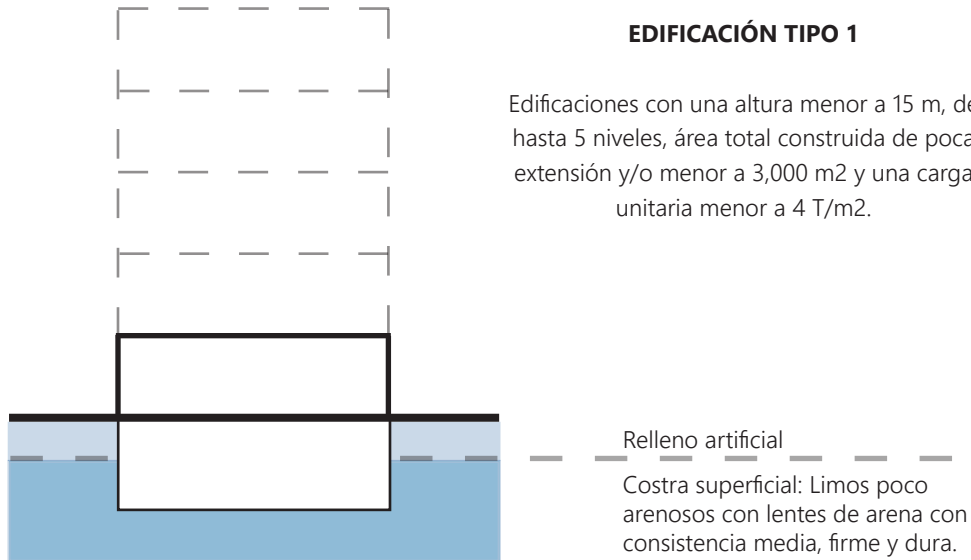 EDIFICACIÓN TIPO 1
Edificaciones con una altura menor a 15 m, de
hasta 5 niveles, área total construida de poca
extensión y/o menor a 3,000 m2 y una carga
unitaria menor a 4 T/m2.
Relleno artificial
Costra superficial: Limos poco
arenosos con lentes de arena con
consistencia media, firme y dura.